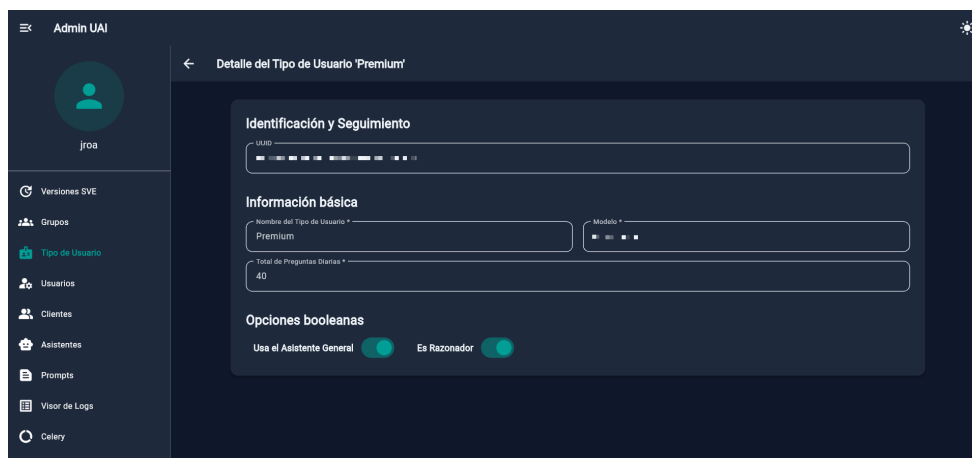 Admin UAI
jroa
Versiones SVE
Grupos
Tipo de Usuario
Usuarios
Clientes
Asistentes
Prompts
Visor de Logs
Celery
Detalle del Tipo de Usuario 'Premium'
Identificación y Seguimiento
UUID
Información básica
Nombre del Tipo de Usuario *
Premium
Modelo *
Total de Preguntas Diarias *
40
Opciones booleanas
Usa el Asistente General
Es Razonador